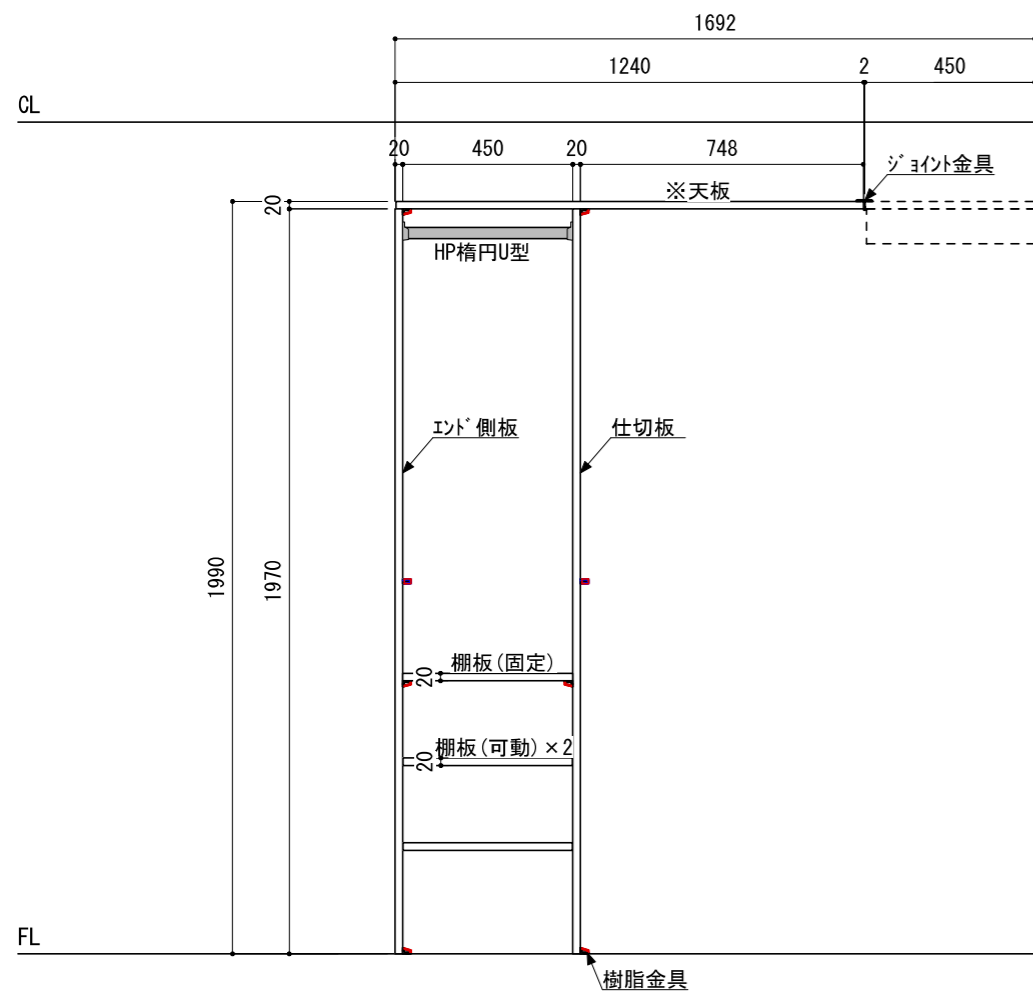 1692
1240 2 450
CL
20 450 20 748
ジョイント金具
※天板
20
HP楕円U型
エンド側板
仕切板
1990
1970
棚板(固定)
20
棚板(可動)×2
20
FL
樹脂金具